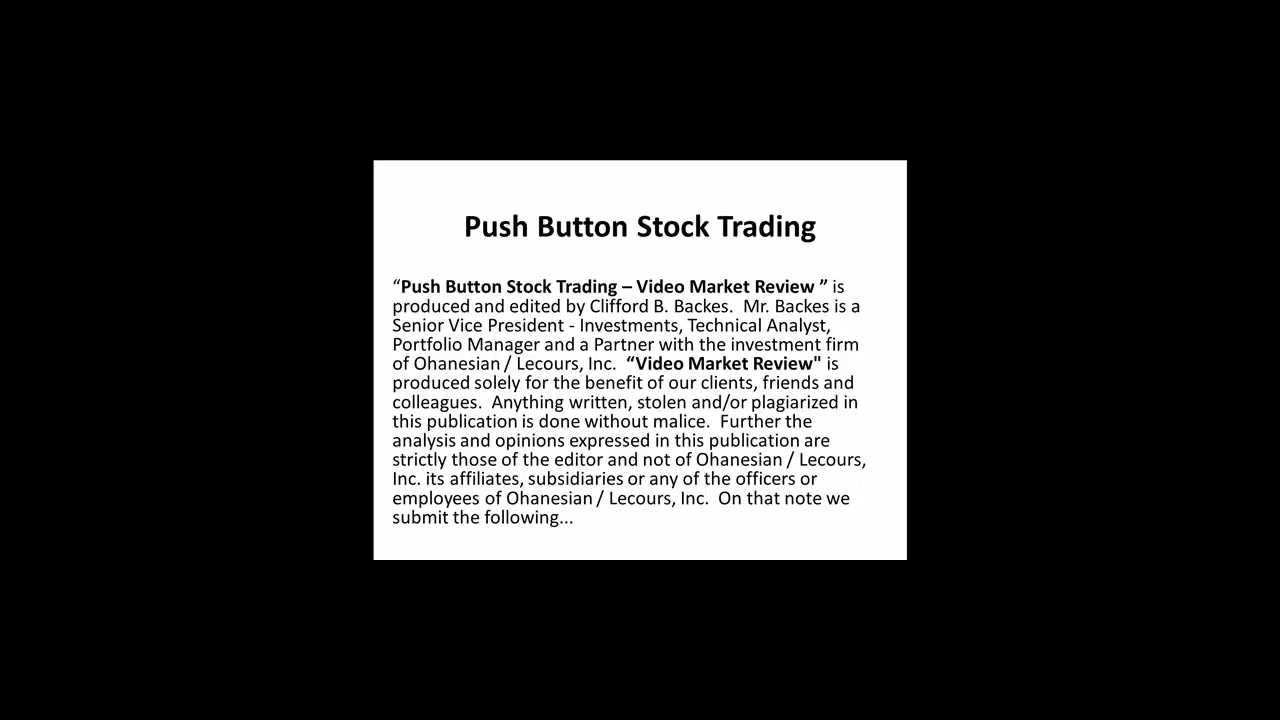 Push Button Stock Trading
“Push Button Stock Trading – Video Market Review ” is
produced and edited by Clifford B. Backes.  Mr. Backes is a
Senior Vice President - Investments, Technical Analyst,
Portfolio Manager and a Partner with the investment firm
of Ohanesian / Lecours, Inc.  “Video Market Review" is
produced solely for the benefit of our clients, friends and
colleagues.  Anything written, stolen and/or plagiarized in
this publication is done without malice.  Further the
analysis and opinions expressed in this publication are
strictly those of the editor and not of Ohanesian / Lecours,
Inc. its affiliates, subsidiaries or any of the officers or
employees of Ohanesian / Lecours, Inc.  On that note we
submit the following...